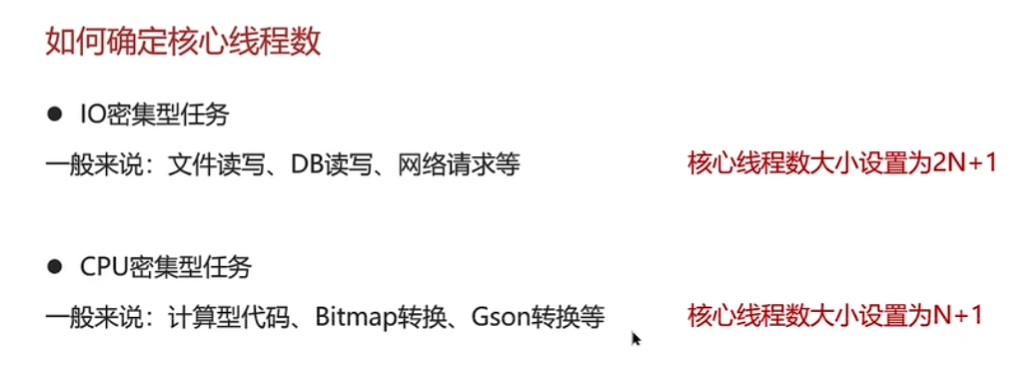 如何确定核心线程数
● IO密集型任务
一般来说：文件读写、DB读写、网络请求等 核心线程数大小设置为2N+1
● CPU密集型任务
一般来说：计算型代码、Bitmap转换、Gson转换等 核心线程数大小设置为N+1